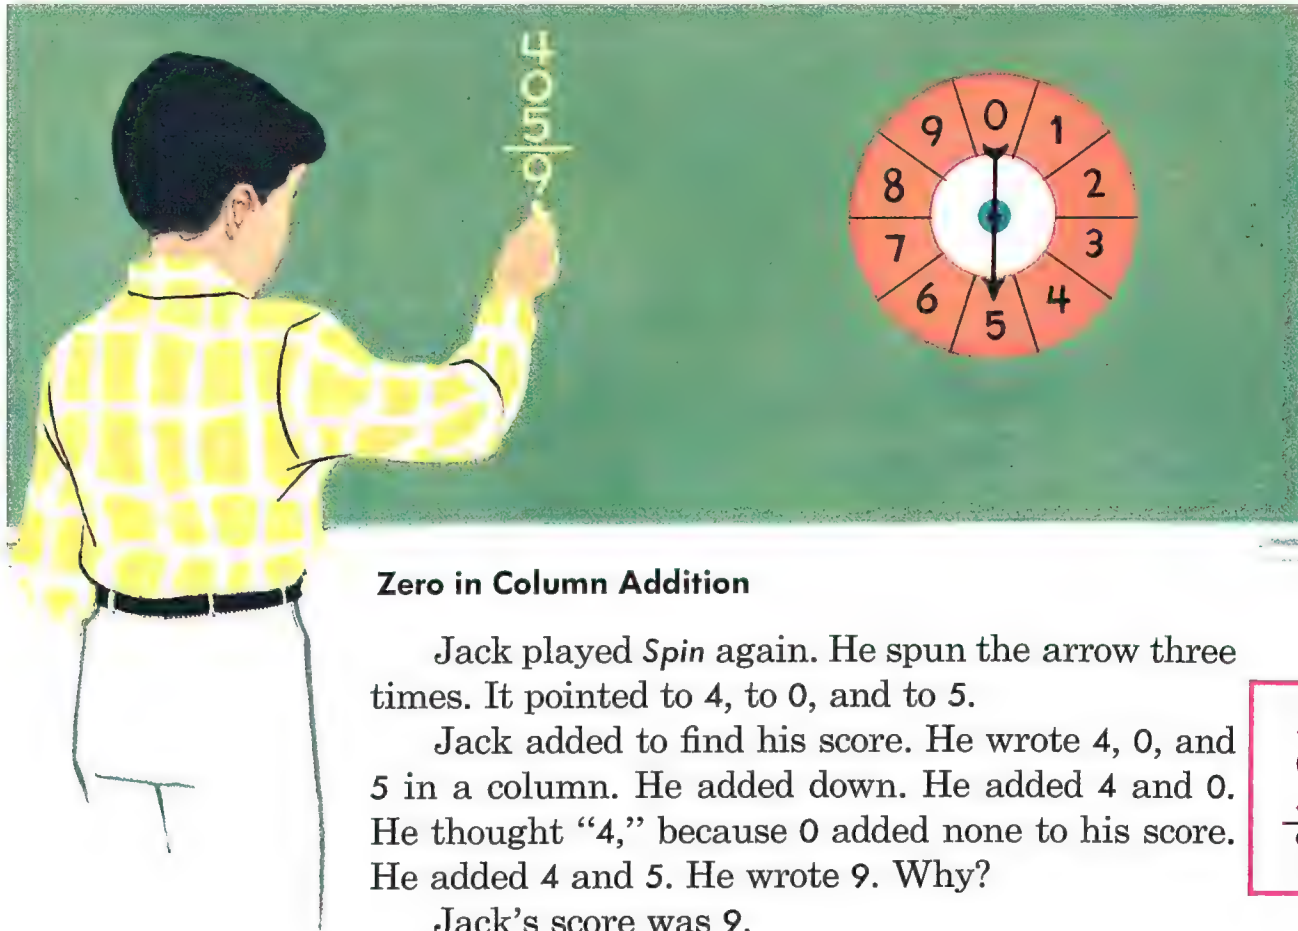 4
0
5
9
0
1
2
3
4
5
6
7
8
9
Zero in Column Addition
Jack played Spin again. He spun the arrow three
times. It pointed to 4, to 0, and to 5.
Jack added to find his score. He wrote 4, 0, and
5 in a column. He added down. He added 4 and 0.
He thought “4,” because 0 added none to his score.
He added 4 and 5. He wrote 9. Why?
Jack's score was 9.